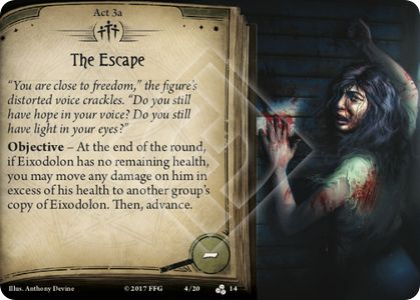 Act 3a
The Escape
“You are close to freedom,” the figure’s
distorted voice crackles. “Do you still
have hope in your voice? Do you still
have light in your eyes?”
Objective – At the end of the round,
if Eixodolon has no remaining health,
you may move any damage on him in
excess of his health to another group’s
copy of Eixodolon. Then, advance.
–
Illus. Anthony Devine
© 2017 FFG
4/20
14